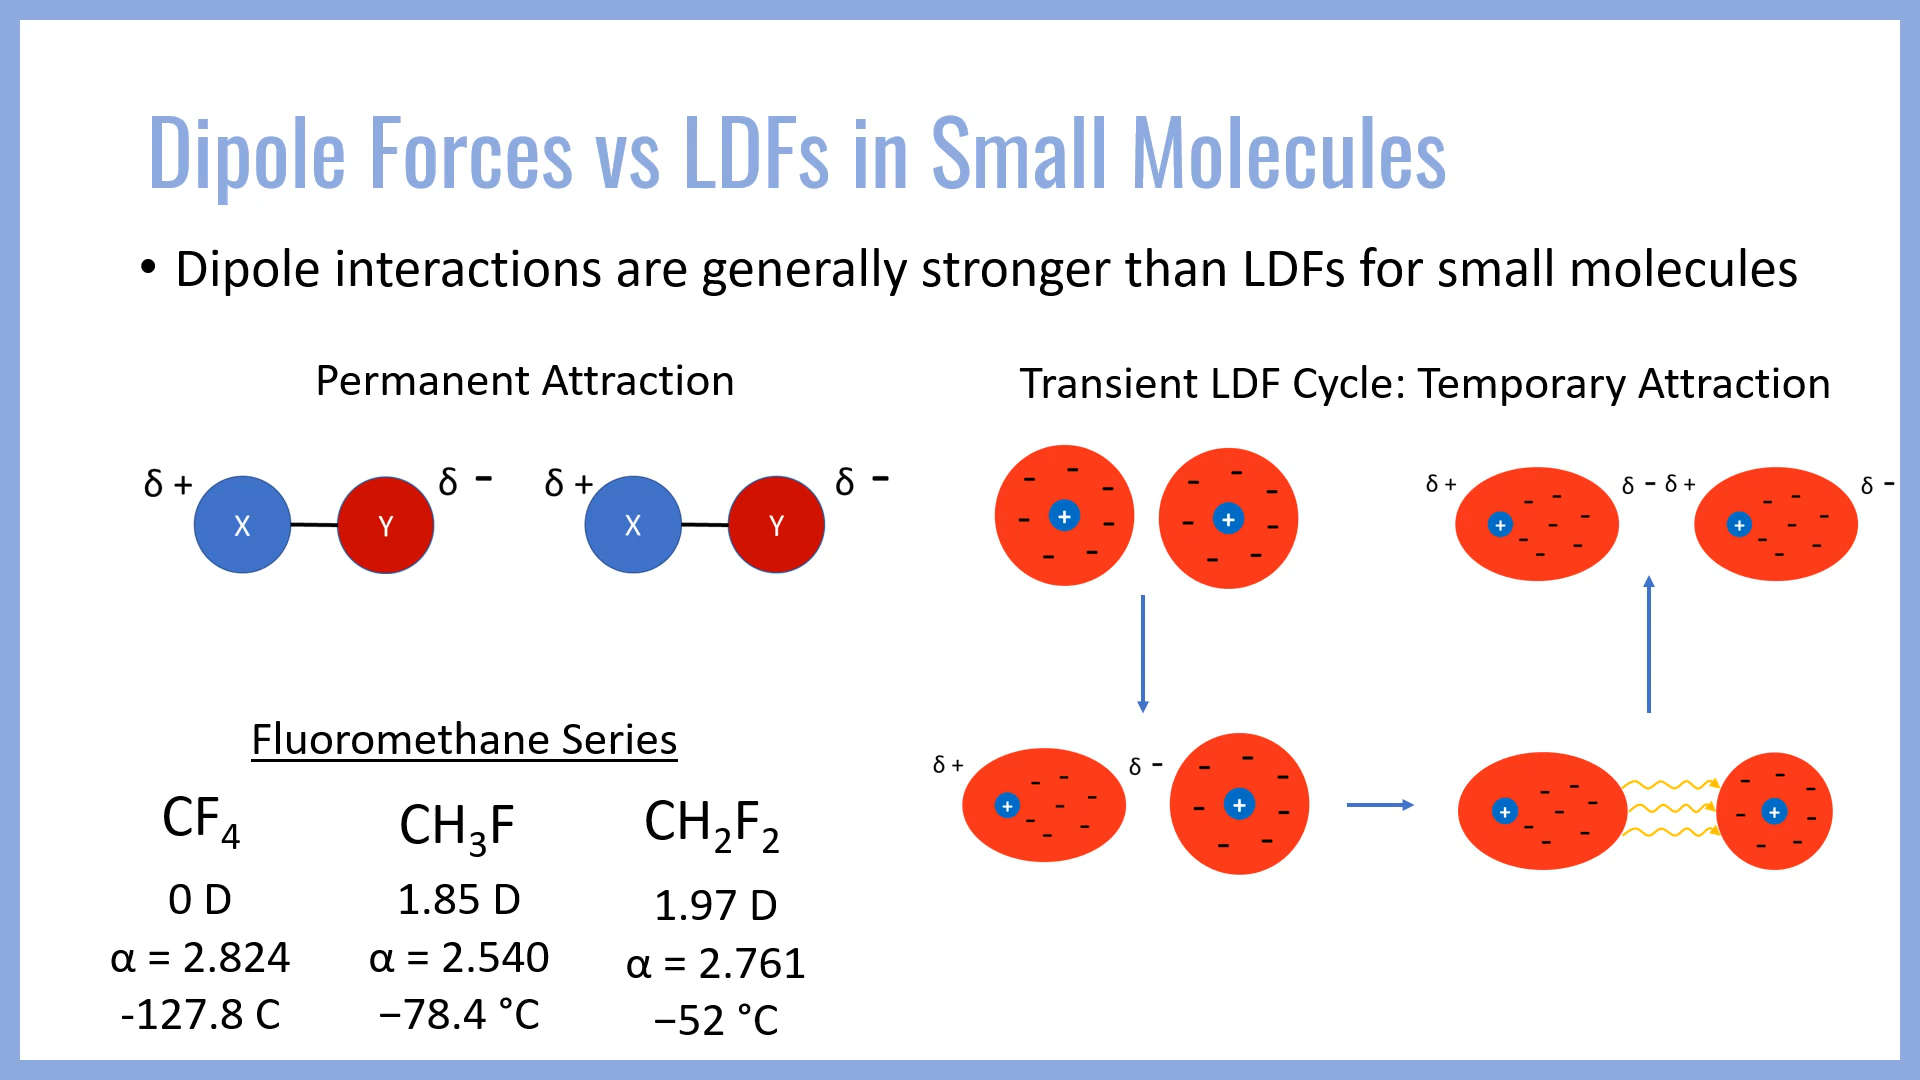 Dipole Forces vs LDFs in Small Molecules
• Dipole interactions are generally stronger than LDFs for small molecules
Permanent Attraction
δ + X Y δ - δ + X Y δ -
Fluoromethane Series
CF₄ CH₃F CH₂F₂
0 D 1.85 D 1.97 D
α = 2.824 α = 2.540 α = 2.761
-127.8 C −78.4 °C −52 °C
Transient LDF Cycle: Temporary Attraction
+ +
δ + + δ - δ + + δ -
δ + + δ - +
+ +